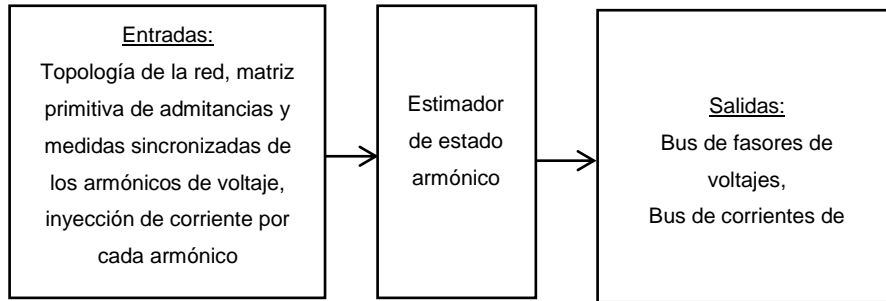 Entradas:
Topología de la red, matriz
primitiva de admitancias y
medidas sincronizadas de
los armónicos de voltaje,
inyección de corriente por
cada armónico
Estimador
de estado
armónico
Salidas:
Bus de fasores de
voltajes,
Bus de corrientes de